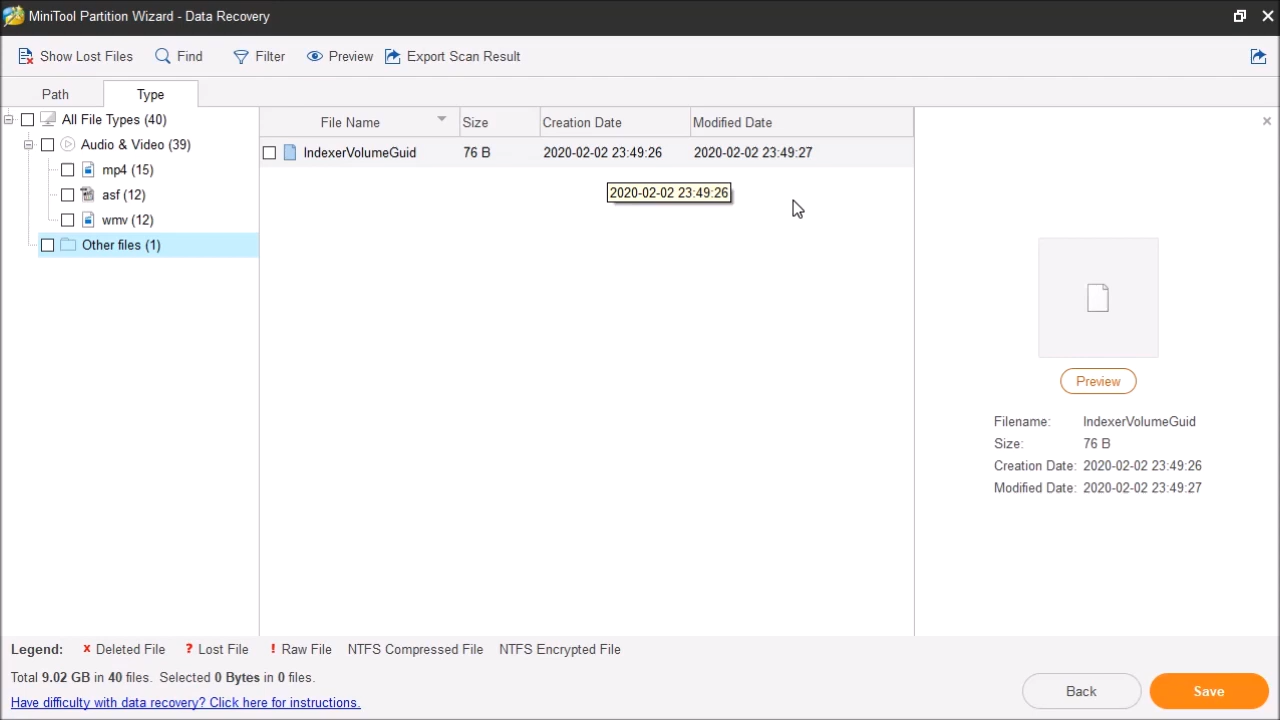 MiniTool Partition Wizard - Data Recovery
Show Lost Files Find Filter Preview Export Scan Result
Path Type
All File Types (40)
Audio & Video (39)
mp4 (15)
asf (12)
wmv (12)
Other files (1)
File Name Size Creation Date Modified Date
IndexerVolumeGuid 76 B 2020-02-02 23:49:26 2020-02-02 23:49:27
2020-02-02 23:49:26
Preview
Filename: IndexerVolumeGuid
Size: 76 B
Creation Date: 2020-02-02 23:49:26
Modified Date: 2020-02-02 23:49:27
Legend: x Deleted File ? Lost File ! Raw File NTFS Compressed File NTFS Encrypted File
Total 9.02 GB in 40 files. Selected 0 Bytes in 0 files.
Have difficulty with data recovery? Click here for instructions.
Back Save